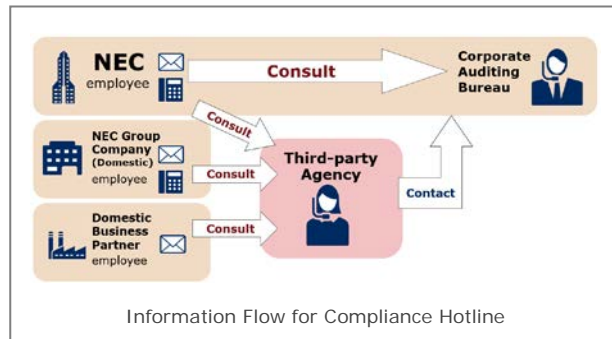 NEC
employee
Consult
Corporate
Auditing
Bureau
Consult
NEC Group
Company
(Domestic)
employee
Consult
Third-party
Agency
Contact
Domestic
Business
Partner
employee
Consult
Information Flow for Compliance Hotline